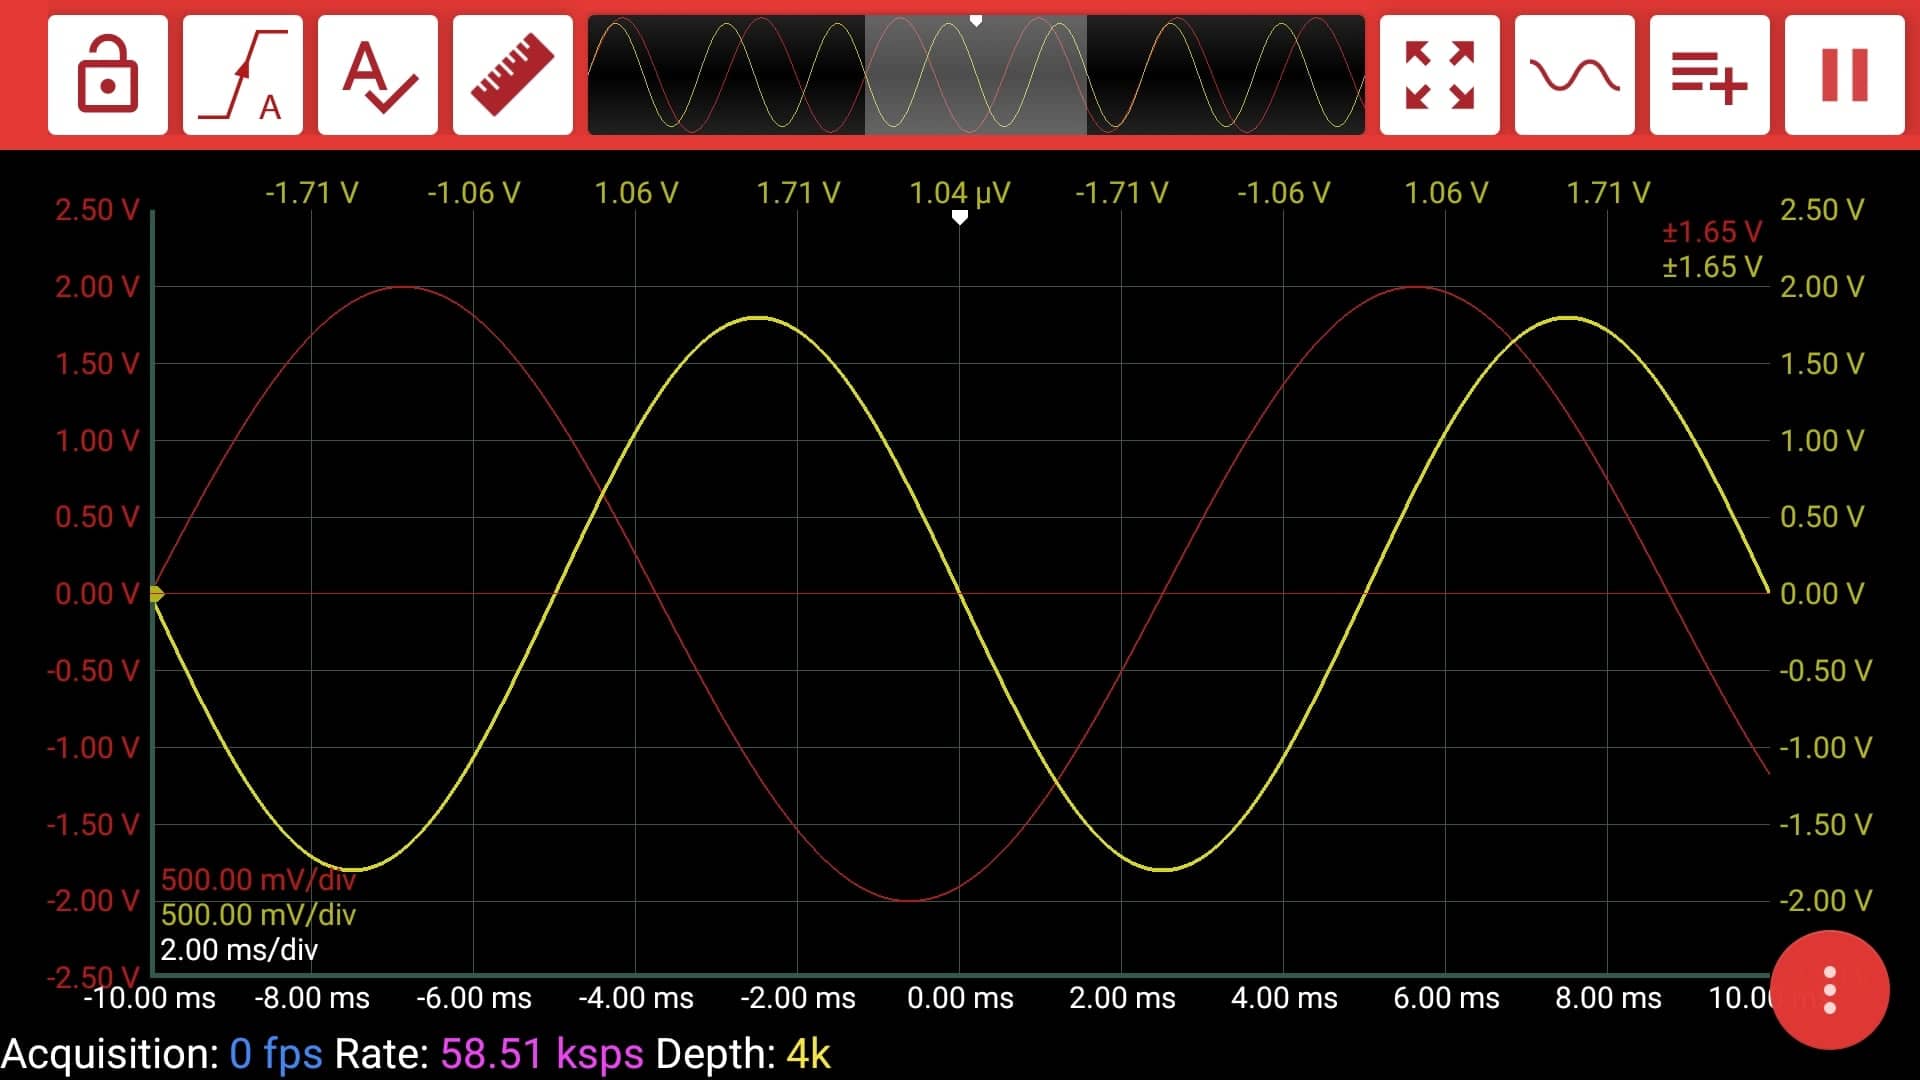 A
A
-1.71 V -1.06 V 1.06 V 1.71 V 1.04 µV -1.71 V -1.06 V 1.06 V 1.71 V
2.50 V 2.50 V
±1.65 V
±1.65 V
2.00 V 2.00 V
1.50 V 1.50 V
1.00 V 1.00 V
0.50 V 0.50 V
0.00 V 0.00 V
-0.50 V -0.50 V
-1.00 V -1.00 V
-1.50 V -1.50 V
500.00 mV/div
-2.00 V -2.00 V
500.00 mV/div
2.00 ms/div
-2.50 V
-10.00 ms -8.00 ms -6.00 ms -4.00 ms -2.00 ms 0.00 ms 2.00 ms 4.00 ms 6.00 ms 8.00 ms
Acquisition: 0 fps Rate: 58.51 ksps Depth: 4k